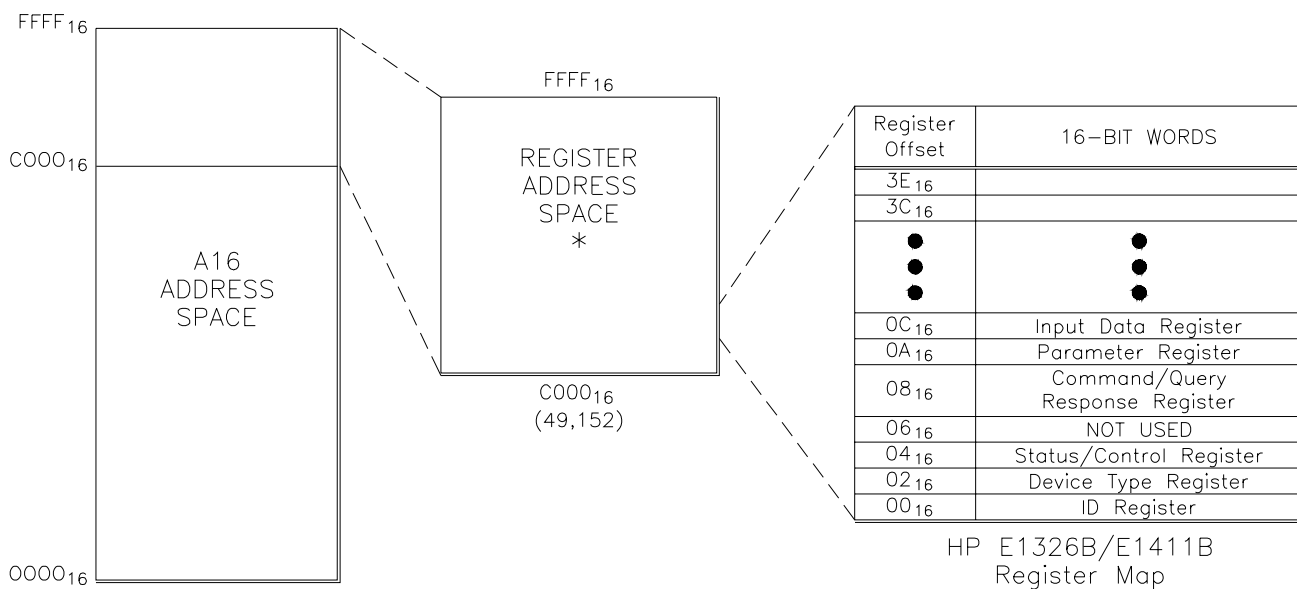 FFFF16
C00016
A16
ADDRESS
SPACE
000016
FFFF16
REGISTER
ADDRESS
SPACE
*
C00016
(49,152)
Register
Offset
16-BIT WORDS
3E16
3C16
0C16 Input Data Register
0A16 Parameter Register
0816 Command/Query
Response Register
0616 NOT USED
0416 Status/Control Register
0216 Device Type Register
0016 ID Register
HP E1326B/E1411B
Register Map